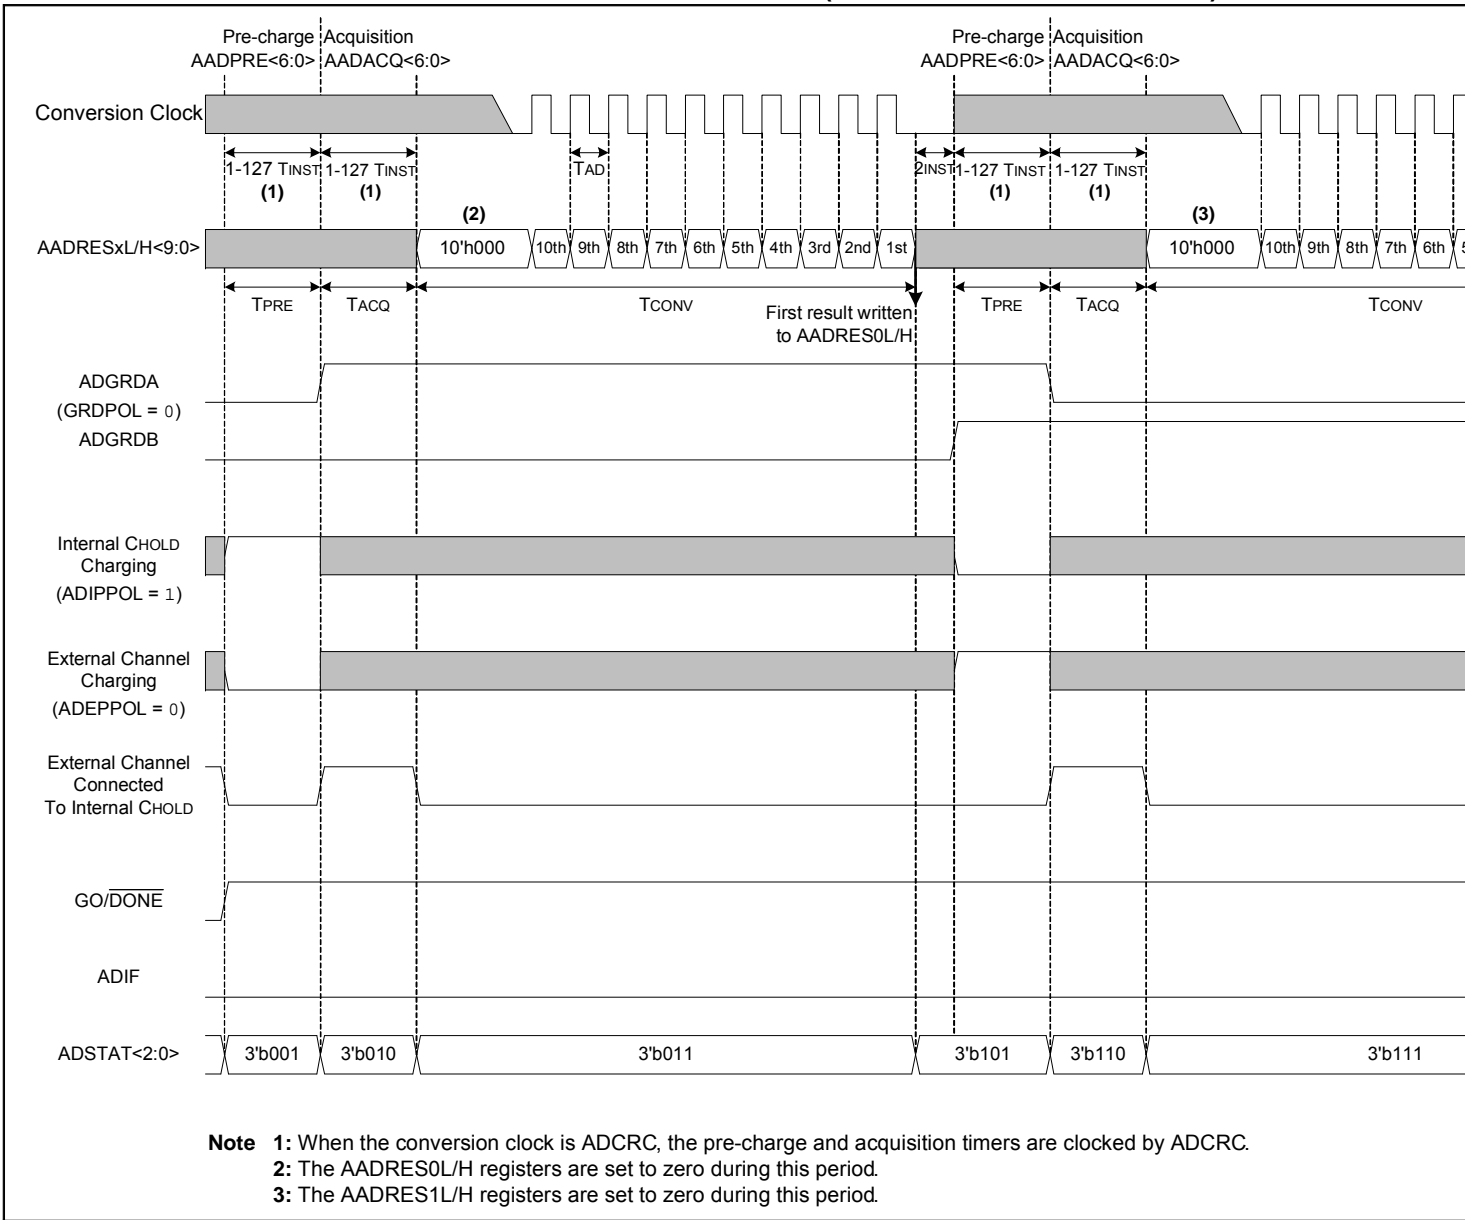 Pre-charge Acquisition Pre-charge Acquisition
AADPRE<6:0> AADACQ<6:0> AADPRE<6:0> AADACQ<6:0>
Conversion Clock
1-127 TINST 1-127 TINST TAD 2INST 1-127 TINST 1-127 TINST
(1) (1) (1) (1)
(2) (3)
AADRESxL/H<9:0> 10'h000 10th 9th 8th 7th 6th 5th 4th 3rd 2nd 1st 10'h000 10th 9th 8th 7th 6th
TPRE TACQ TCONV TPRE TACQ TCONV
First result written
to AADRES0L/H
ADGRDA
(GRDPOL = 0)
ADGRDB
Internal CHOLD
Charging
(ADIPPOL = 1)
External Channel
Charging
(ADEPPOL = 0)
External Channel
Connected
To Internal CHOLD
GO/DONE
ADIF
ADSTAT<2:0> 3'b001 3'b010 3'b011 3'b101 3'b110 3'b111
Note 1: When the conversion clock is ADCRC, the pre-charge and acquisition timers are clocked by ADCRC.
2: The AADRES0L/H registers are set to zero during this period.
3: The AADRES1L/H registers are set to zero during this period.